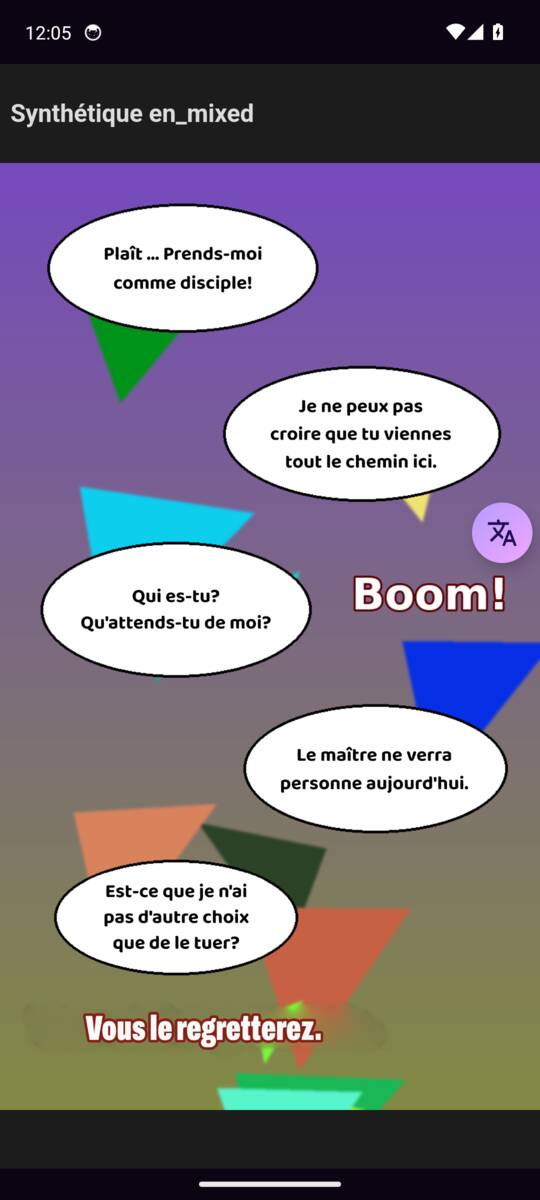 12:05
Synthétique en_mixed
Plaît ... Prends-moi
comme disciple!
Je ne peux pas
croire que tu viennes
tout le chemin ici.
Boom!
Qui es-tu?
Qu'attends-tu de moi?
Le maître ne verra
personne aujourd'hui.
Est-ce que je n'ai
pas d'autre choix
que de le tuer?
Vous le regretterez.